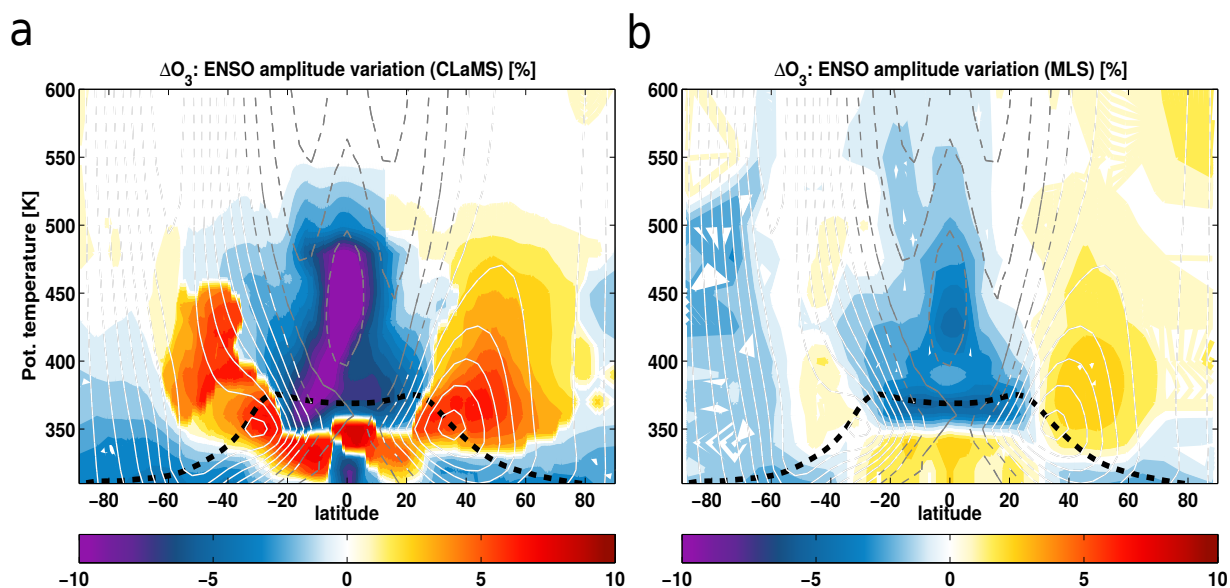 a
ΔO3: ENSO amplitude variation (CLaMS) [%]
Pot. temperature [K]
600
550
500
450
400
350
−80 −60 −40 −20 0 20 40 60 80
latitude
−10 −5 0 5 10
b
ΔO3: ENSO amplitude variation (MLS) [%]
600
550
500
450
400
350
−80 −60 −40 −20 0 20 40 60 80
latitude
−10 −5 0 5 10